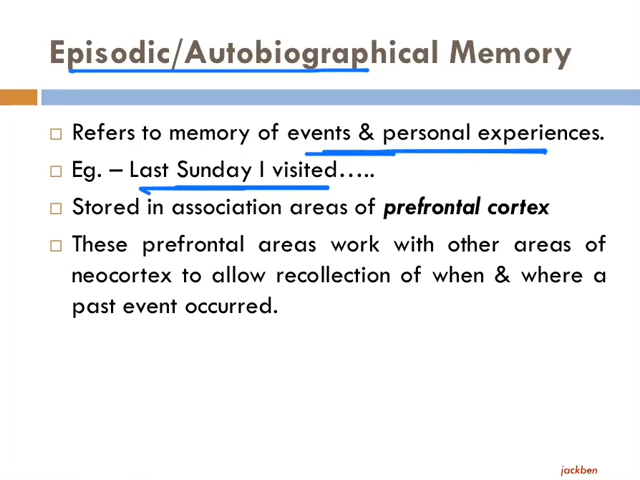 Episodic/Autobiographical Memory
Refers to memory of events & personal experiences.
Eg. – Last Sunday I visited…..
Stored in association areas of prefrontal cortex
These prefrontal areas work with other areas of
neocortex to allow recollection of when & where a
past event occurred.
jackben